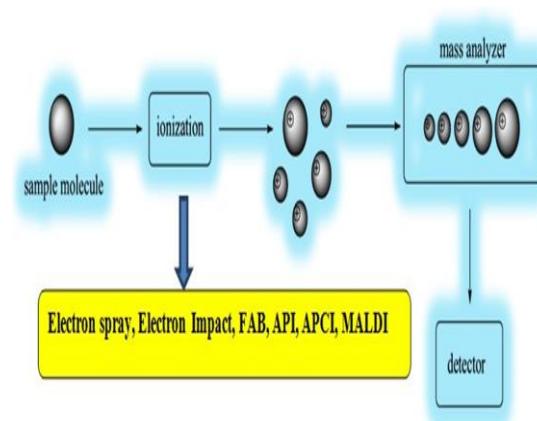 mass analyzer
ionization
sample molecule
Electron spray, Electron Impact, FAB, API, APCI, MALDI
detector